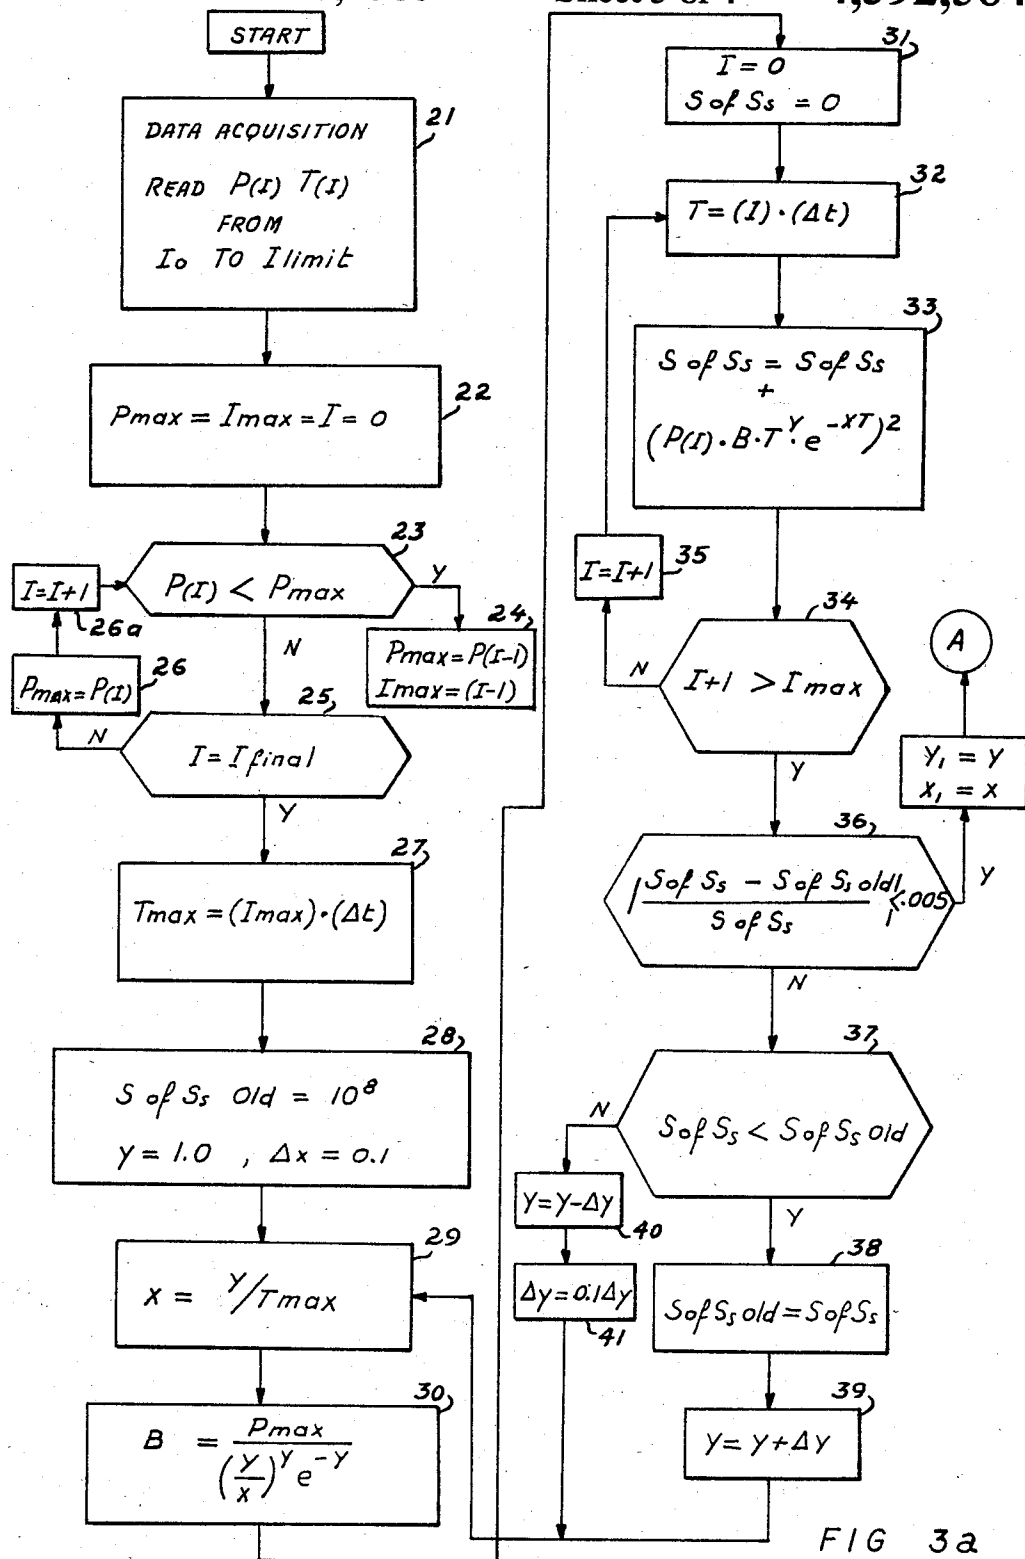 4,592,364
START
21
DATA ACQUISITION
READ P(I) T(I)
FROM
Io TO Ilimit
22
Pmax = Imax = I = 0
23
P(I) < Pmax
Y
N
I=I+1
26a
24
Pmax=P(I-1)
Imax=(I-1)
26
Pmax=P(I)
25
N
I = Ifinal
Y
27
Tmax = (Imax)•(Δt)
28
S of Ss Old = 10⁸
y = 1.0 , Δx = 0.1
29
X = Y/Tmax
30
B = Pmax / (y/x)^y e^-y
31
I = 0
S of Ss = 0
32
T = (I) • (Δt)
33
S of Ss = S of Ss
+
(P(I)•B•T^Y•e^-XT)²
35
I=I+1
34
N
I+1 > Imax
Y
A
Y₁ = Y
X₁ = X
36
|S of Ss - S of Ss old / S of Ss| < .005
Y
N
37
N
S of Ss < S of Ss old
Y
Y=Y-ΔY
40
Δy=0.1Δy
41
38
S of Ss old = S of Ss
39
Y = Y + ΔY
FIG 3a